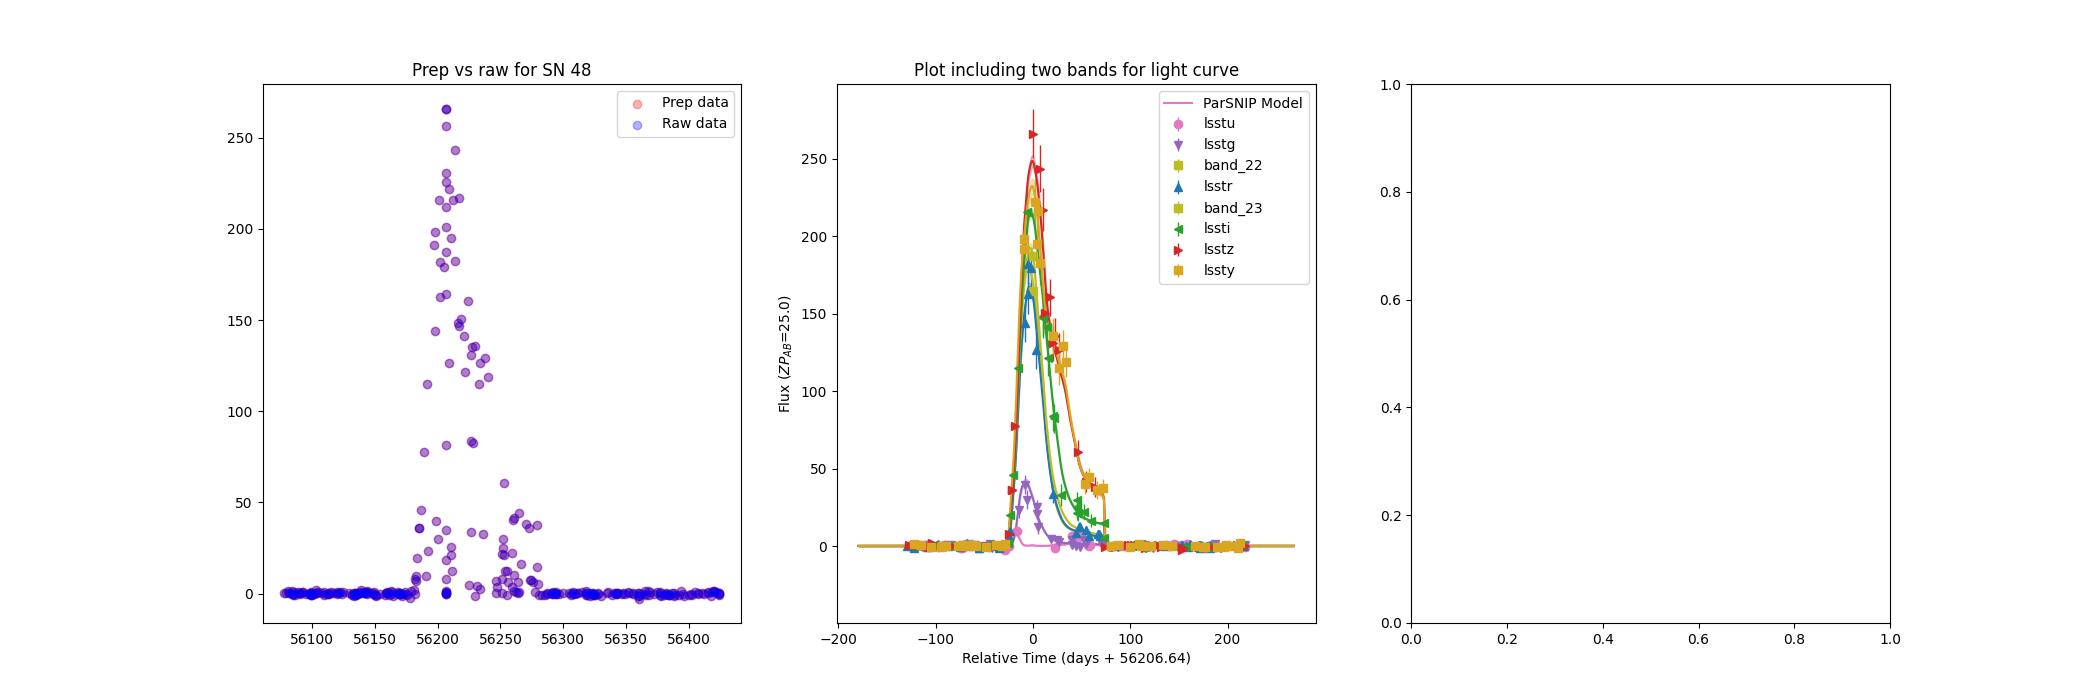 Prep vs raw for SN 48
Prep data
Raw data
250
200
150
100
50
0
56100 56150 56200 56250 56300 56350 56400
Plot including two bands for light curve
ParSNIP Model
lsstu
lsstg
band_22
lsstr
band_23
lssti
lsstz
lssty
Flux ($ZP_{AB}$=25.0)
250
200
150
100
50
0
−200 −100 0 100 200
Relative Time (days + 56206.64)
1.0
0.8
0.6
0.4
0.2
0.0
0.0 0.2 0.4 0.6 0.8 1.0